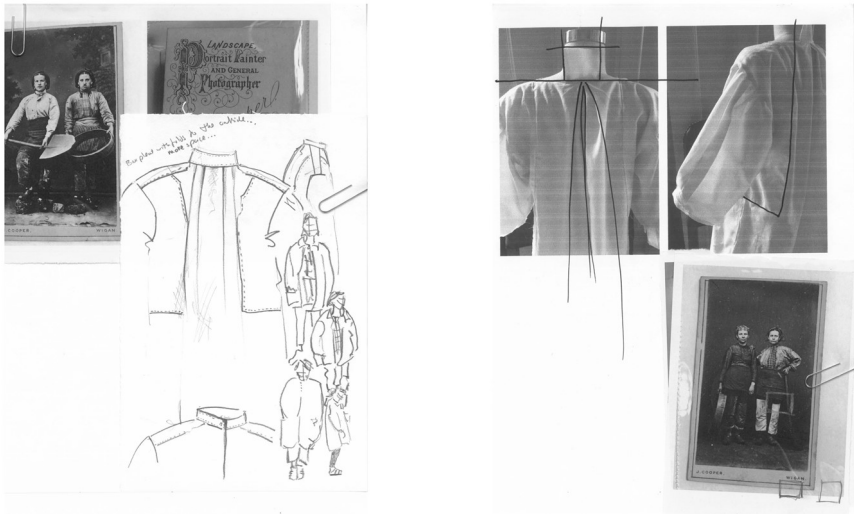 LANDSCAPE,
Portrait Painter
AND GENERAL
Photographer
Box pleat with folds to the outside...
more space...
J. COOPER.
WIGAN
J. COOPER.
WIGAN